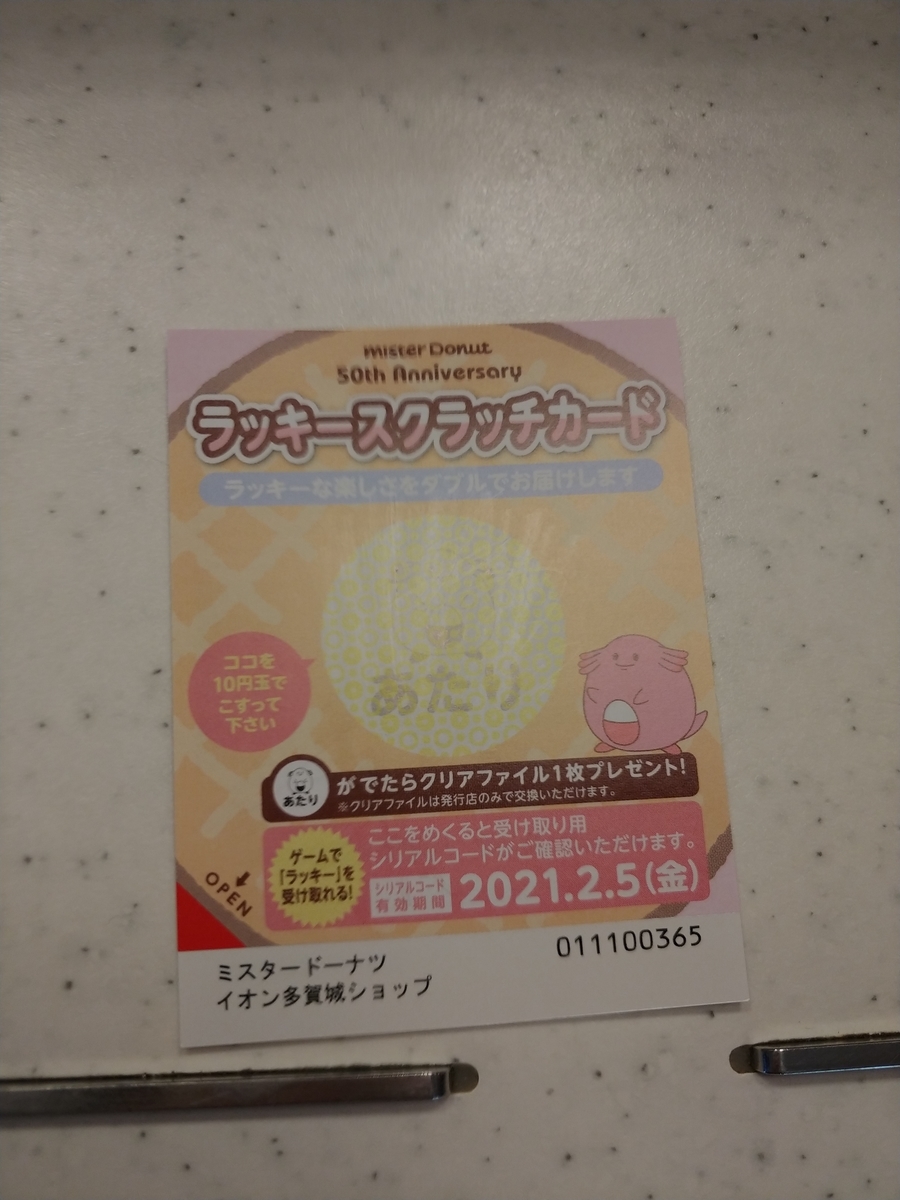 mister Donut
50th Anniversary
ラッキースクラッチカード
ラッキーな楽しさをダブルでお届けします
あたり
ココを
10円玉で
こすって
下さい
あたり
がでたらクリアファイル1枚プレゼント!
※クリアファイルは発行店のみで交換いただけます。
ゲームで
「ラッキー」を
受け取れる!
ここをめくると受け取り用
シリアルコードがご確認いただけます。
シリアルコード
有効期間
2021.2.5(金)
OPEN
ミスタードーナツ
イオン多賀城ショップ
011100365